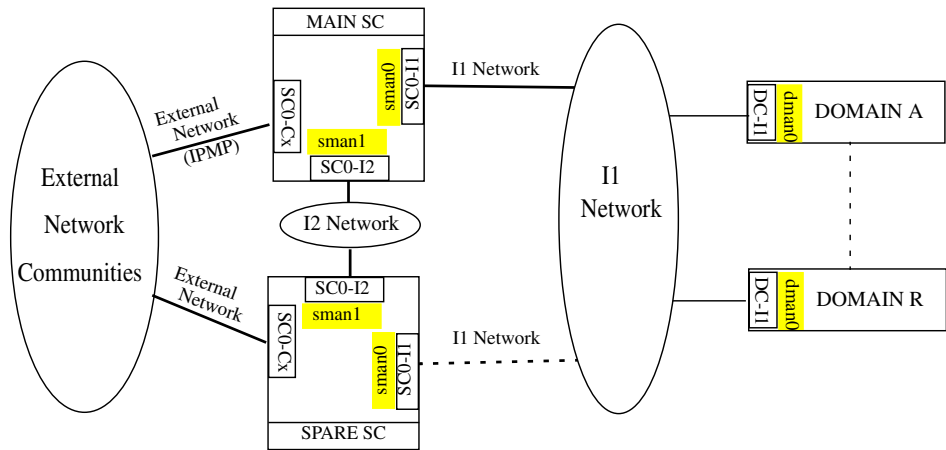 MAIN SC
SC0-Cx
sman0
SC0-I1
sman1
SC0-I2
I1 Network
External
Network
(IPMP)
External
Network
Communities
I2 Network
I1
Network
DC-I1
dman0
DOMAIN A
DC-I1
dman0
DOMAIN R
External
Network
SC0-I2
sman1
SC0-Cx
sman0
SC0-I1
I1 Network
SPARE SC